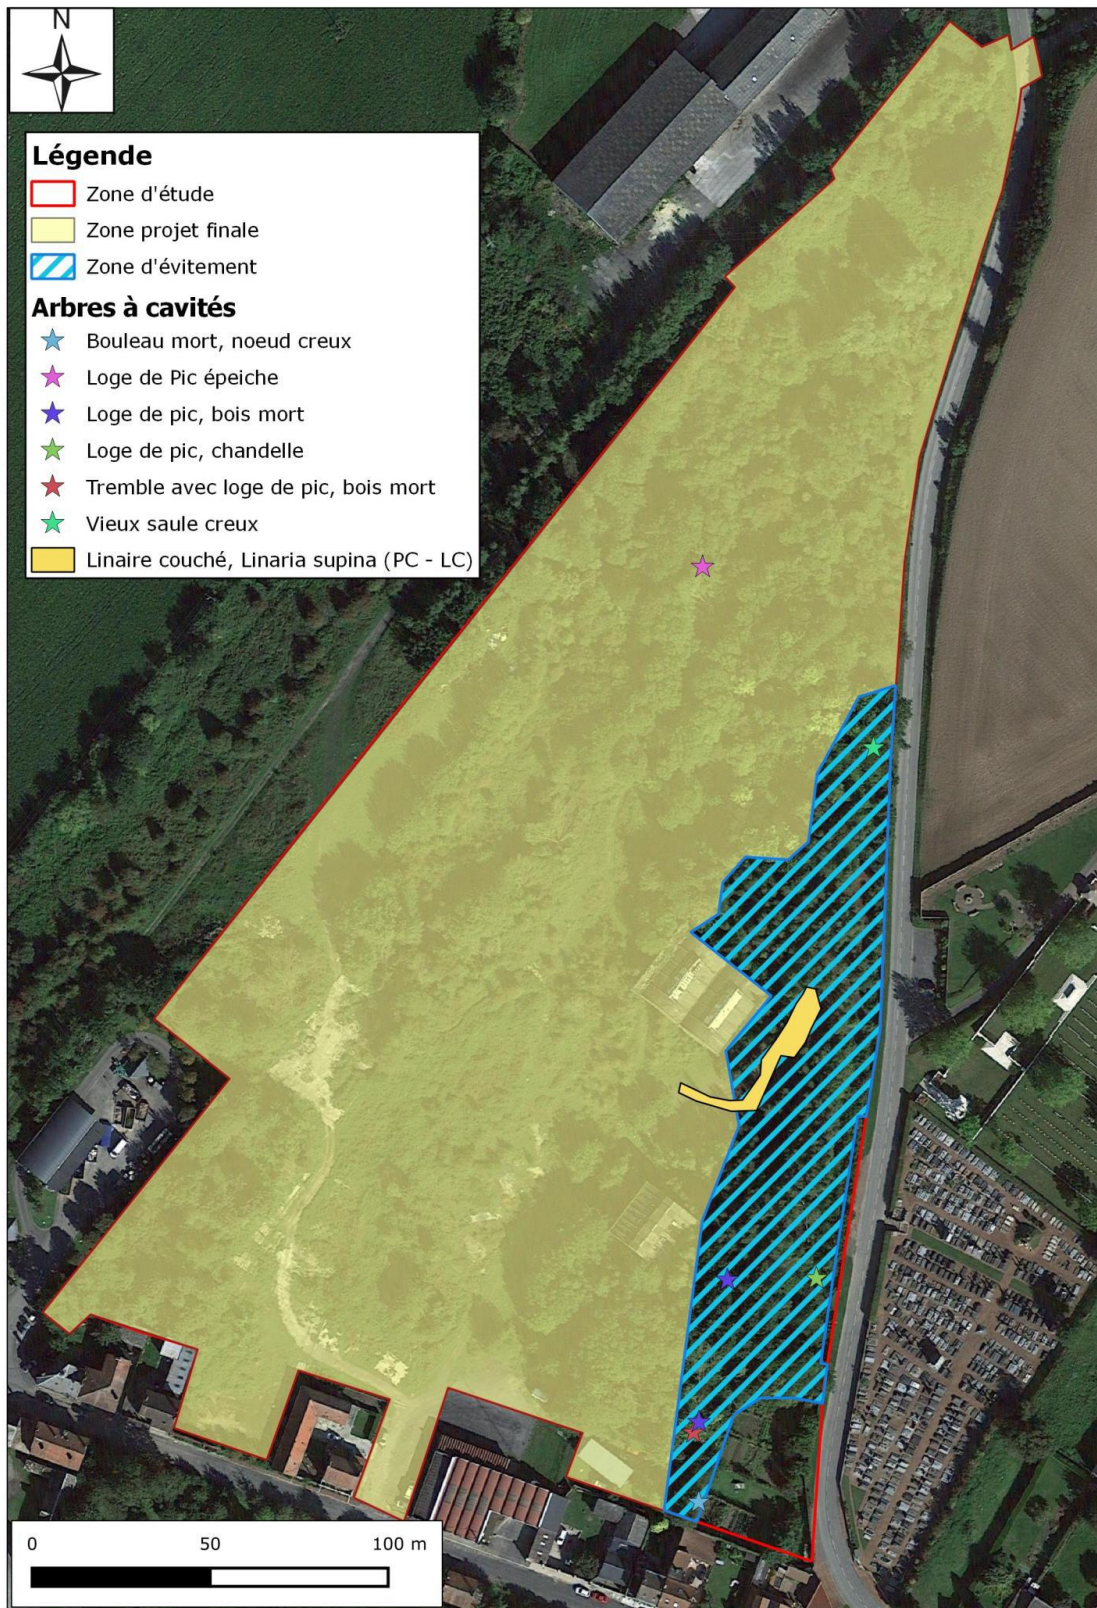 N
Légende
Zone d'étude
Zone projet finale
Zone d'évitement
Arbres à cavités
Bouleau mort, noeud creux
Loge de Pic épeiche
Loge de pic, bois mort
Loge de pic, chandelle
Tremble avec loge de pic, bois mort
Vieux saule creux
Linaire couché, Linaria supina (PC - LC)
0 50 100 m